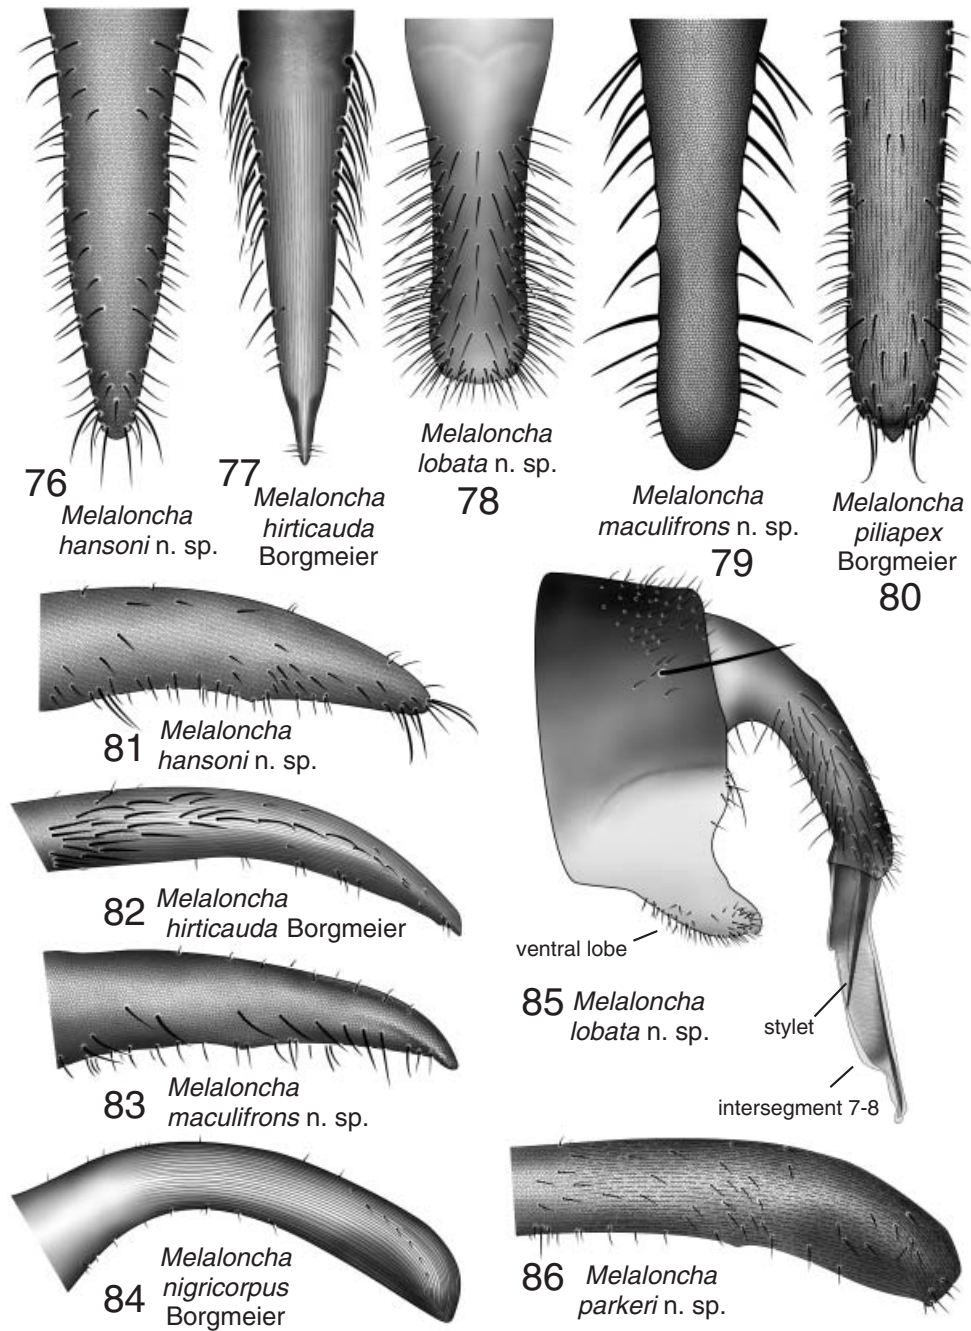 76
Melaloncha
hansoni n. sp.
77
Melaloncha
hirticauda
Borgmeier
Melaloncha
lobata n. sp.
78
Melaloncha
maculifrons n. sp.
79
Melaloncha
piliapex
Borgmeier
80
81
Melaloncha
hansoni n. sp.
82
Melaloncha
hirticauda Borgmeier
83
Melaloncha
maculifrons n. sp.
84
Melaloncha
nigricorpus
Borgmeier
ventral lobe
85
Melaloncha
lobata n. sp.
stylet
intersegment 7-8
86
Melaloncha
parkeri n. sp.